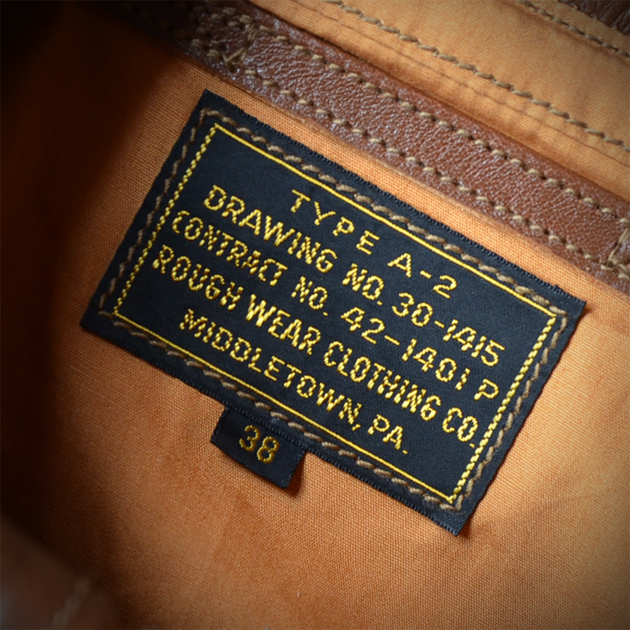 TYPE A-2
DRAWING NO. 30-1415
CONTRACT NO. 42-1401 P
ROUGH WEAR CLOTHING CO.
MIDDLETOWN, PA.
38